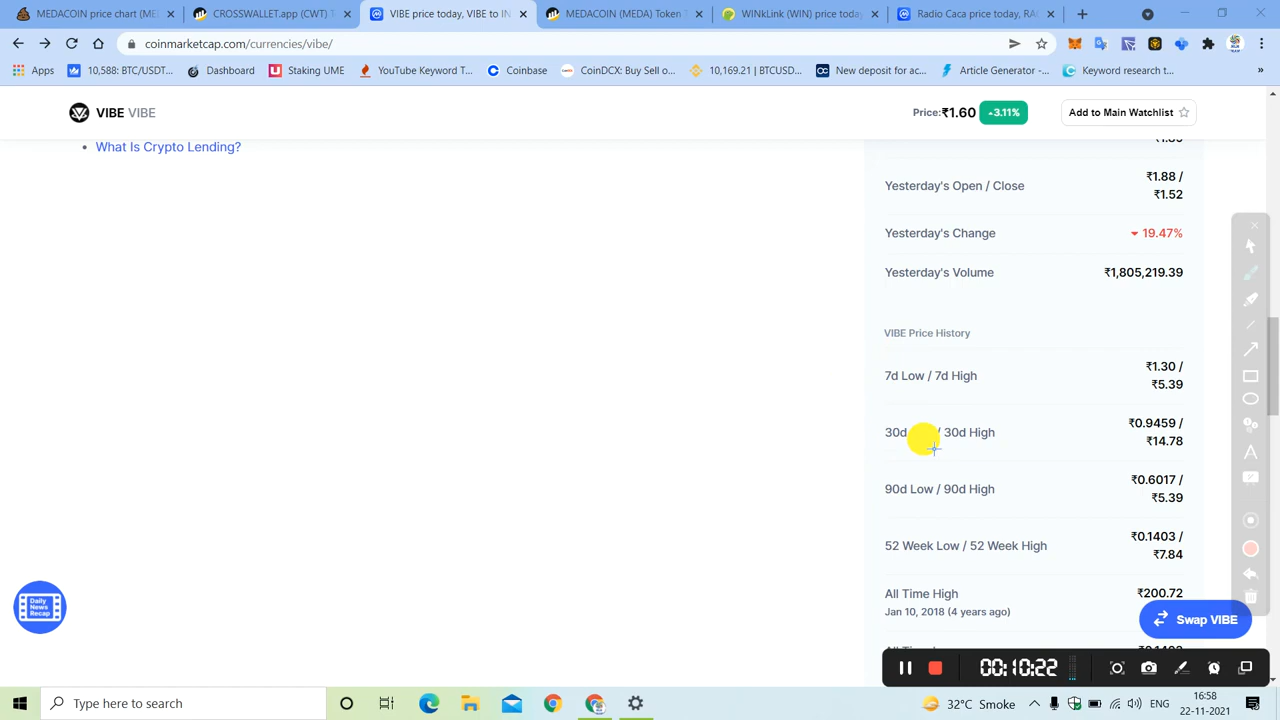 MEDACOIN price chart (MED
CROSSWALLET.app (CWT) T
VIBE price today, VIBE to IN
MEDACOIN (MEDA) Token T
WINkLink (WIN) price today
Radio Caca price today, RA
coinmarketcap.com/currencies/vibe/
Apps
10,588: BTC/USDT...
Dashboard
Staking UME
YouTube Keyword T...
Coinbase
CoinDCX: Buy Sell o...
10,169.21 | BTCUSD...
New deposit for ac...
Article Generator -...
Keyword research t...
»
VIBE VIBE
Price:₹1.60
3.11%
Add to Main Watchlist
What Is Crypto Lending?
Yesterday's Open / Close
₹1.88 /
₹1.52
Yesterday's Change
19.47%
Yesterday's Volume
₹1,805,219.39
VIBE Price History
7d Low / 7d High
₹1.30 /
₹5.39
30d / 30d High
₹0.9459 /
₹14.78
90d Low / 90d High
₹0.6017 /
₹5.39
52 Week Low / 52 Week High
₹0.1403 /
₹7.84
All Time High
Jan 10, 2018 (4 years ago)
₹200.72
Daily
News
Recap
Swap VIBE
00:10:22
Type here to search
32°C Smoke
ENG
16:58
22-11-2021